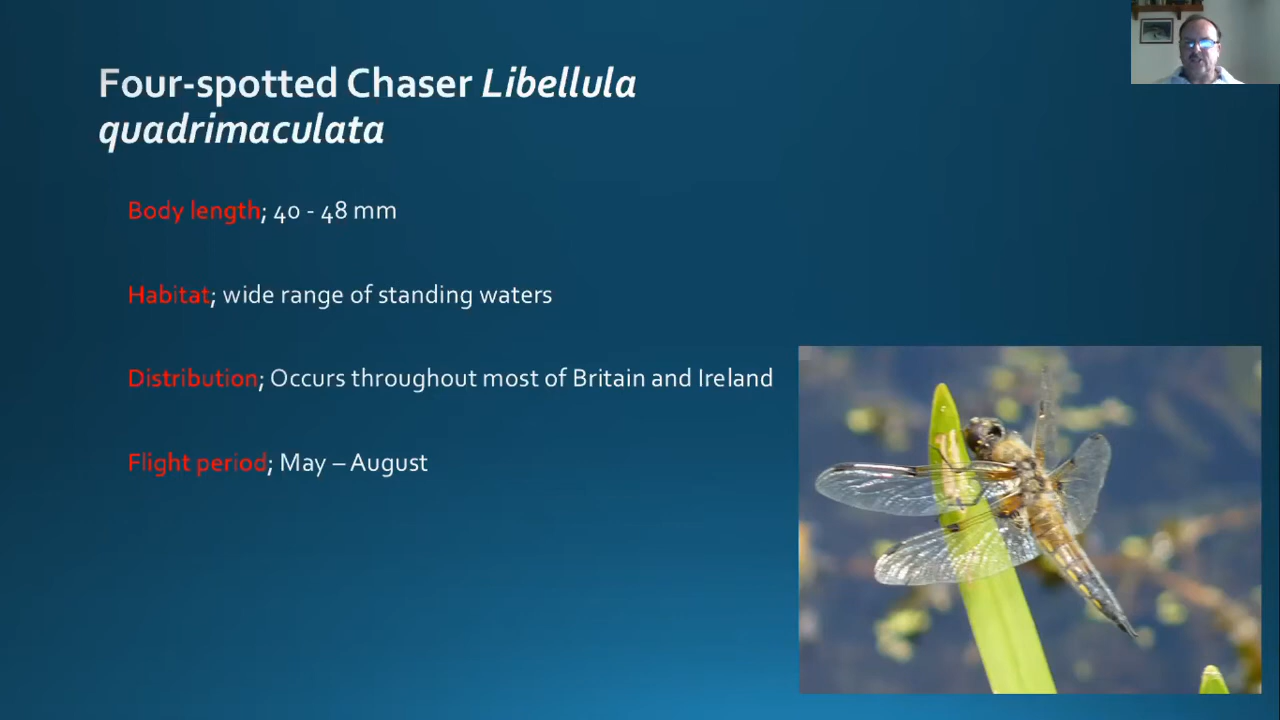 Four-spotted Chaser Libellula
quadrimaculata
Body length; 40 - 48 mm
Habitat; wide range of standing waters
Distribution; Occurs throughout most of Britain and Ireland
Flight period; May – August